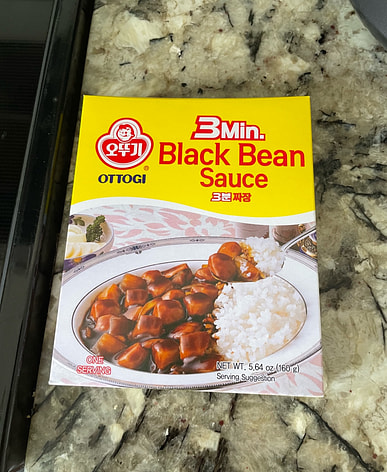 오뚜기
®
OTTOGI
3Min.
Black Bean
Sauce
3분 짜장
ONE
SERVING
NET WT. 5.64 oz (160 g)
Serving Suggestion